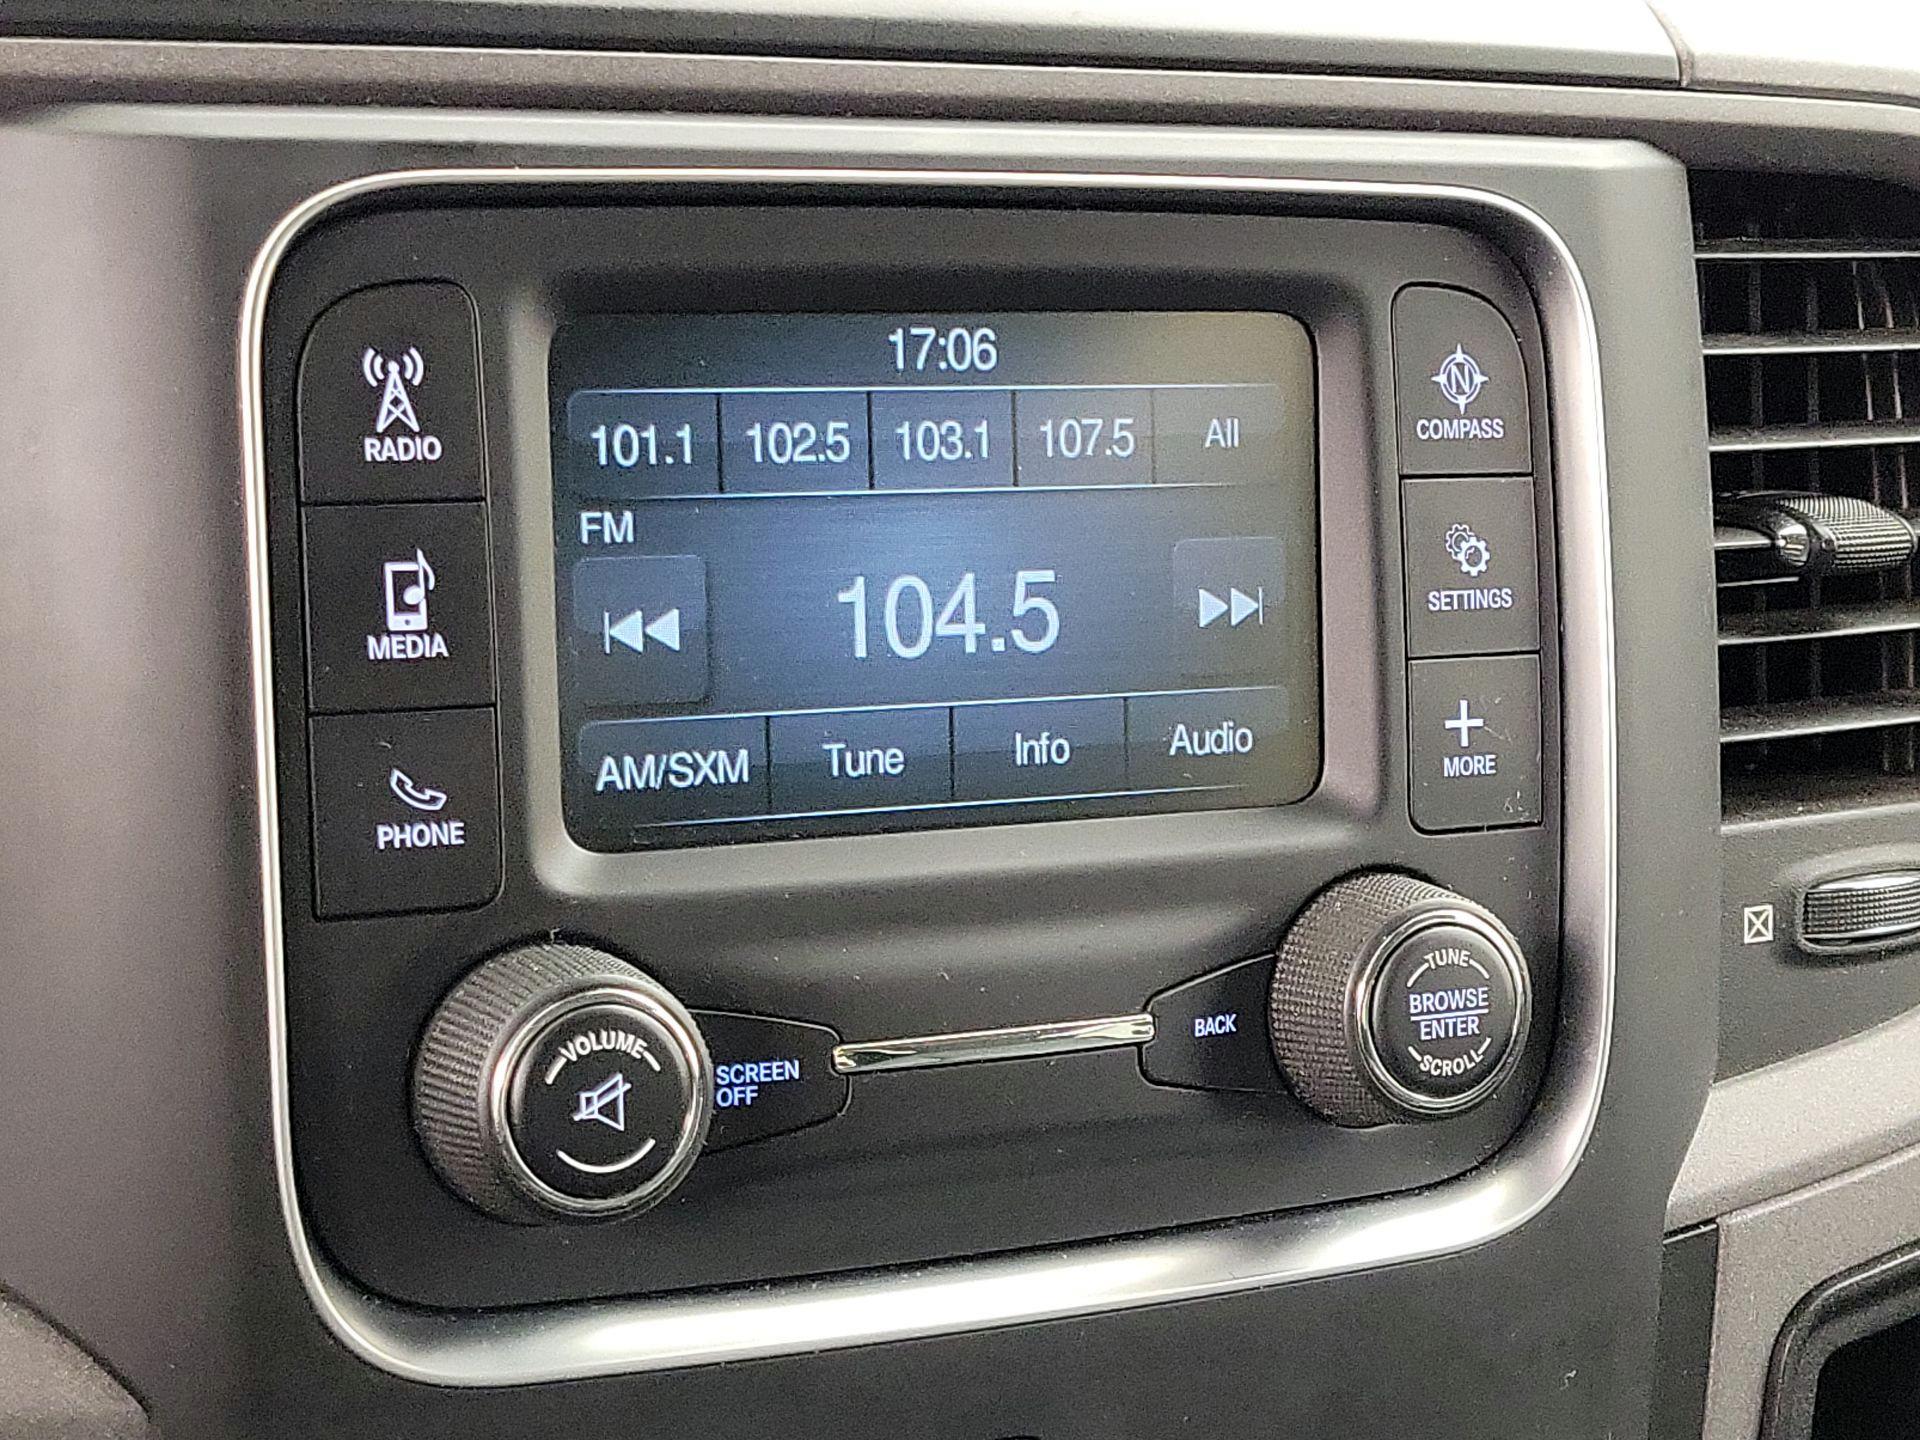 17:06
101.1 102.5 103.1 107.5 All
FM
104.5
AM/SXM Tune Info Audio
RADIO
MEDIA
PHONE
N
COMPASS
SETTINGS
MORE
VOLUME
SCREEN
OFF
BACK
TUNE
BROWSE
ENTER
SCROLL